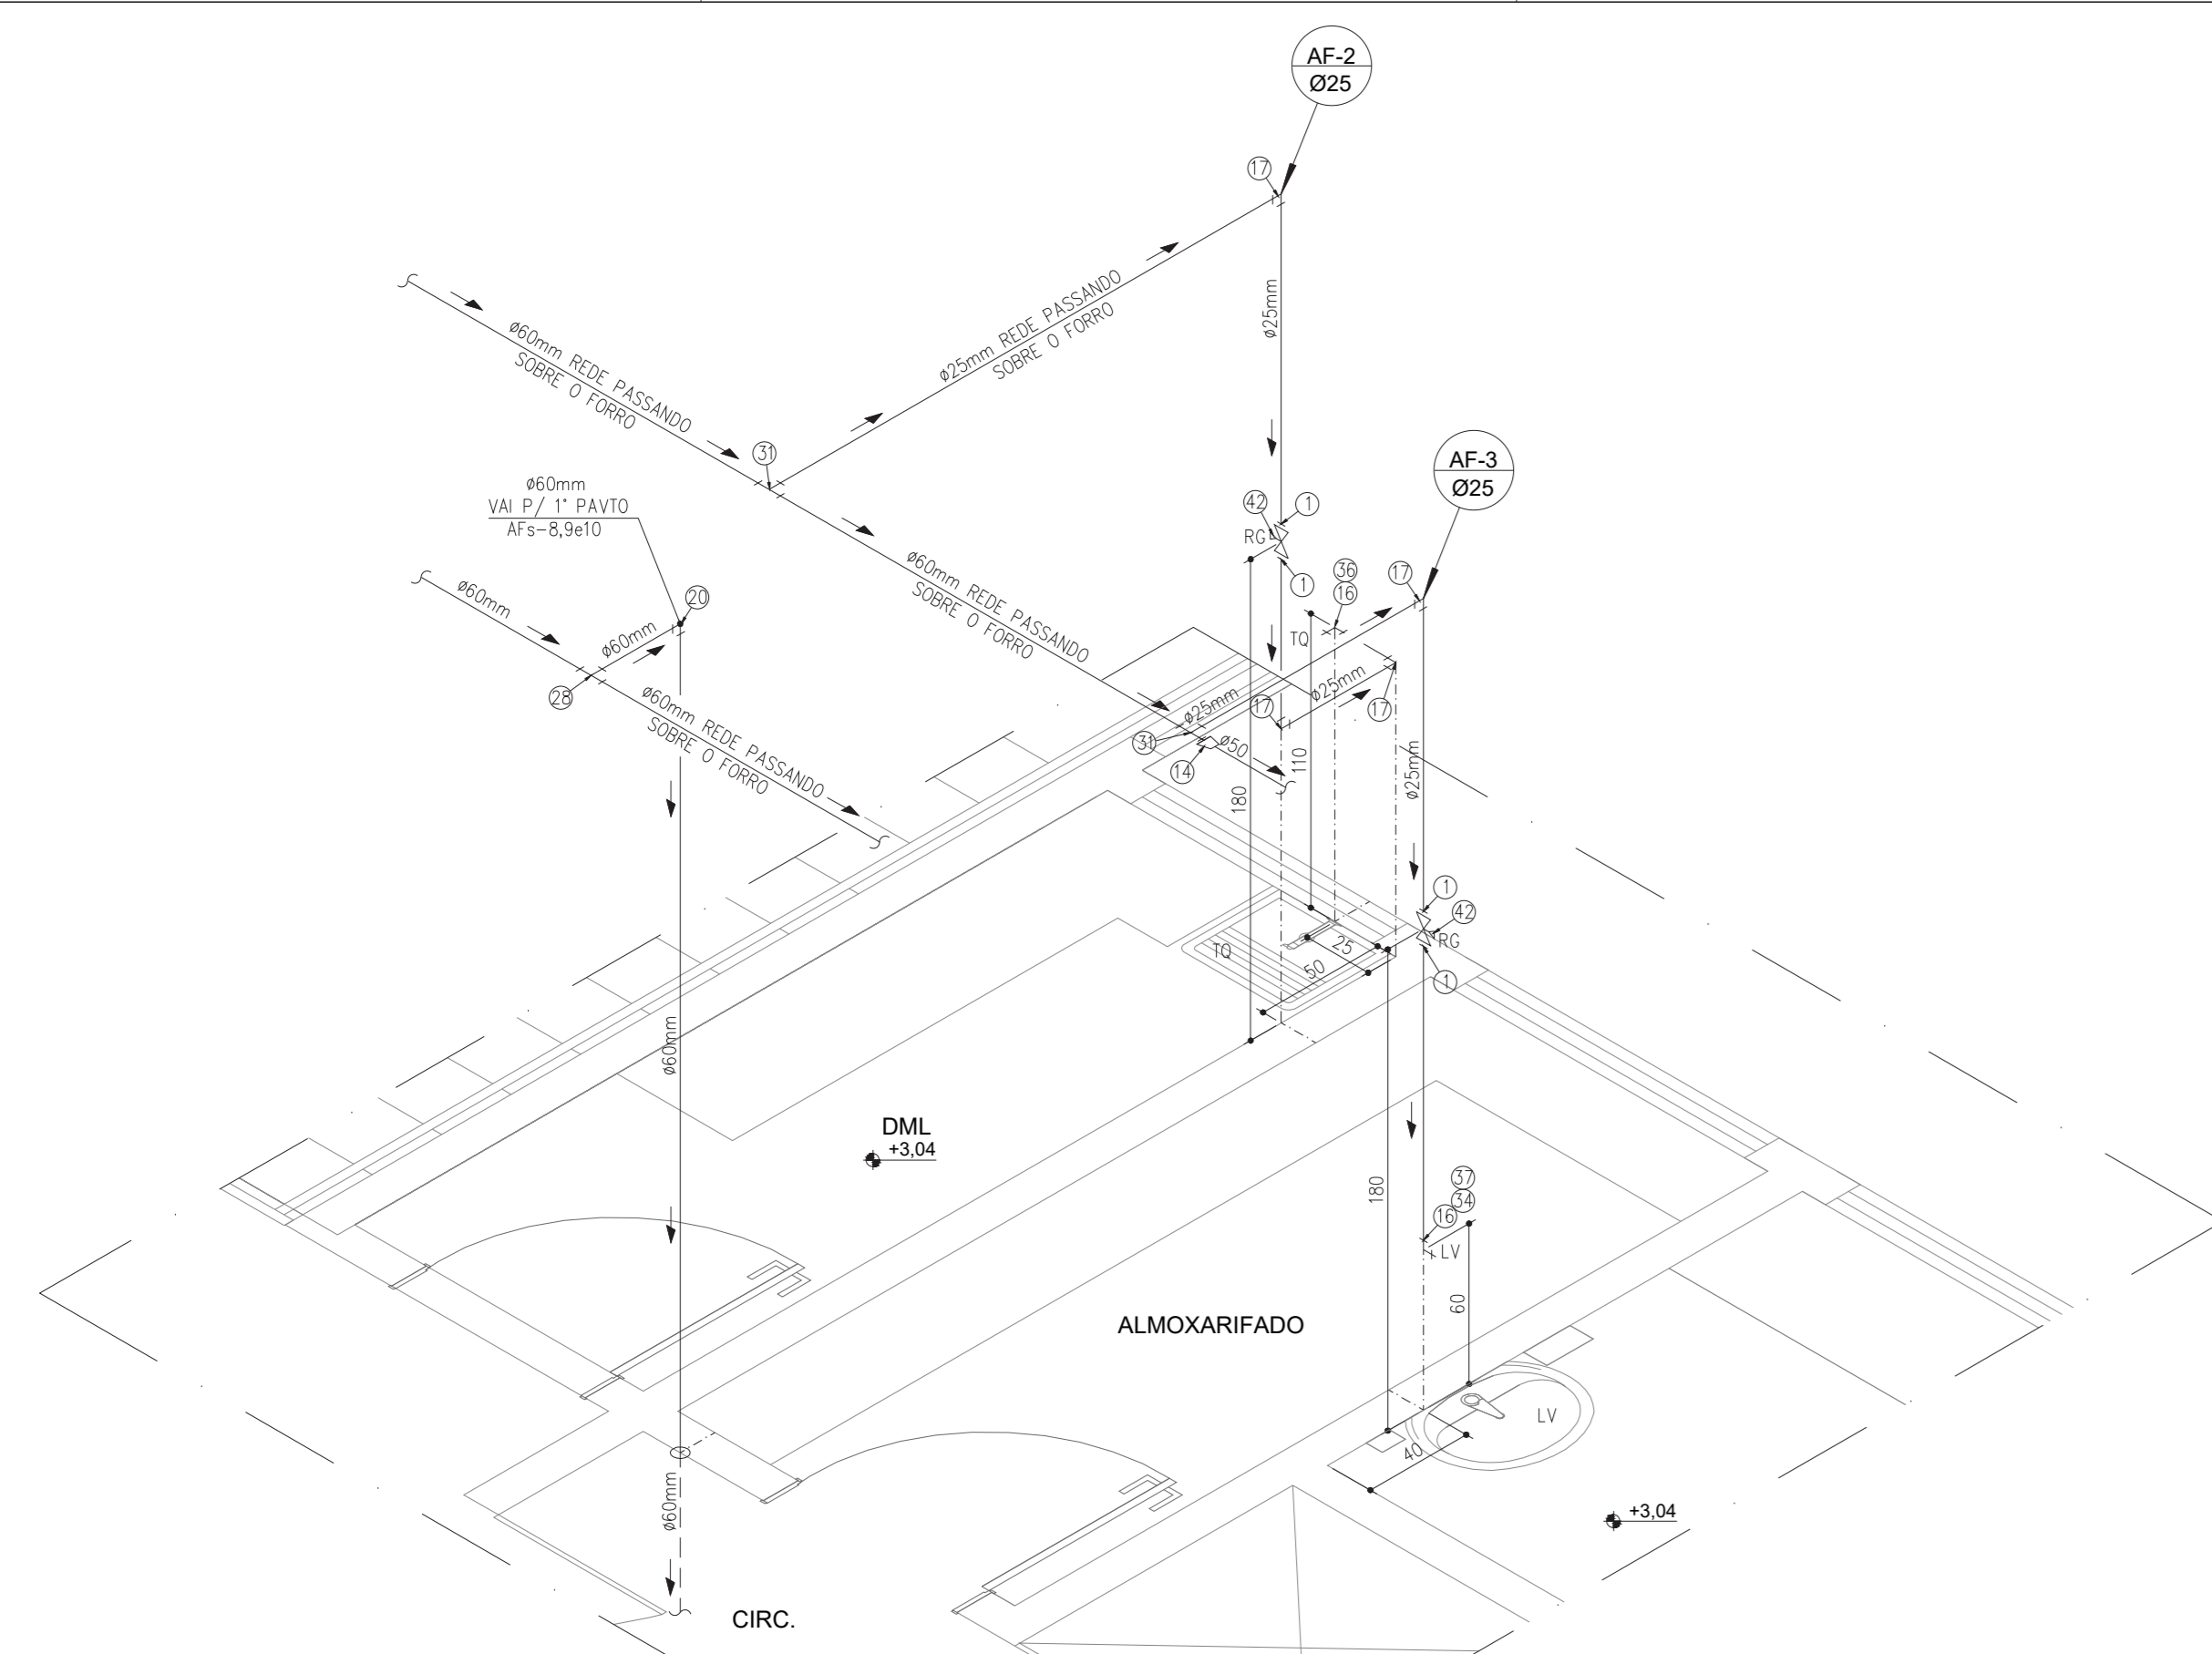 AF-2
Ø25
17
ø25mm
ø60mm REDE PASSANDO
SOBRE O FORRO
ø25mm REDE PASSANDO
SOBRE O FORRO
31
AF-3
Ø25
ø60mm
VAI P/ 1° PAVTO
AFs-8,9e10
42
1
RG
1
ø60mm REDE PASSANDO
SOBRE O FORRO
36
16
17
TQ
ø60mm
20
ø60mm
28
ø60mm REDE PASSANDO
SOBRE O FORRO
ø25mm
17
ø25mm
17
31
ø50
14
110
180
ø25mm
1
42
RG
1
TQ
25
50
ø60mm
DML
+3,04
180
37
34
16
LV
60
ALMOXARIFADO
LV
40
ø60mm
+3,04
CIRC.